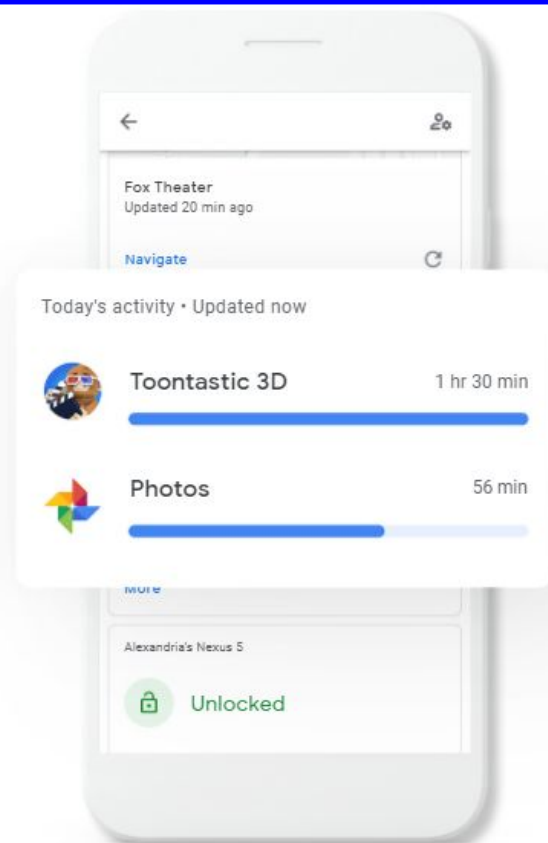 Fox Theater
Updated 20 min ago
Navigate
Today's activity • Updated now
Toontastic 3D 1 hr 30 min
Photos 56 min
More
Alexandria's Nexus 5
Unlocked